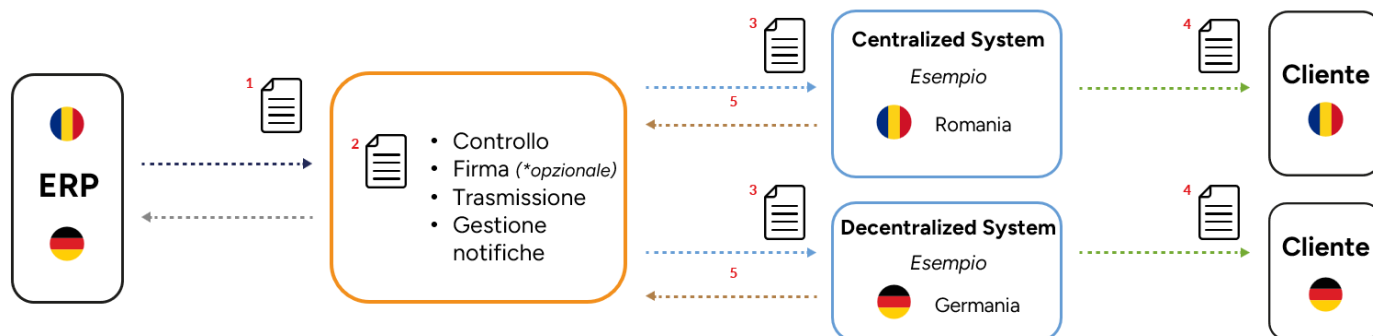 ERP
1
2
• Controllo
• Firma (*opzionale)
• Trasmissione
• Gestione
notifiche
3
5
Centralized System
Esempio
Romania
4
Cliente
3
5
Decentralized System
Esempio
Germania
4
Cliente